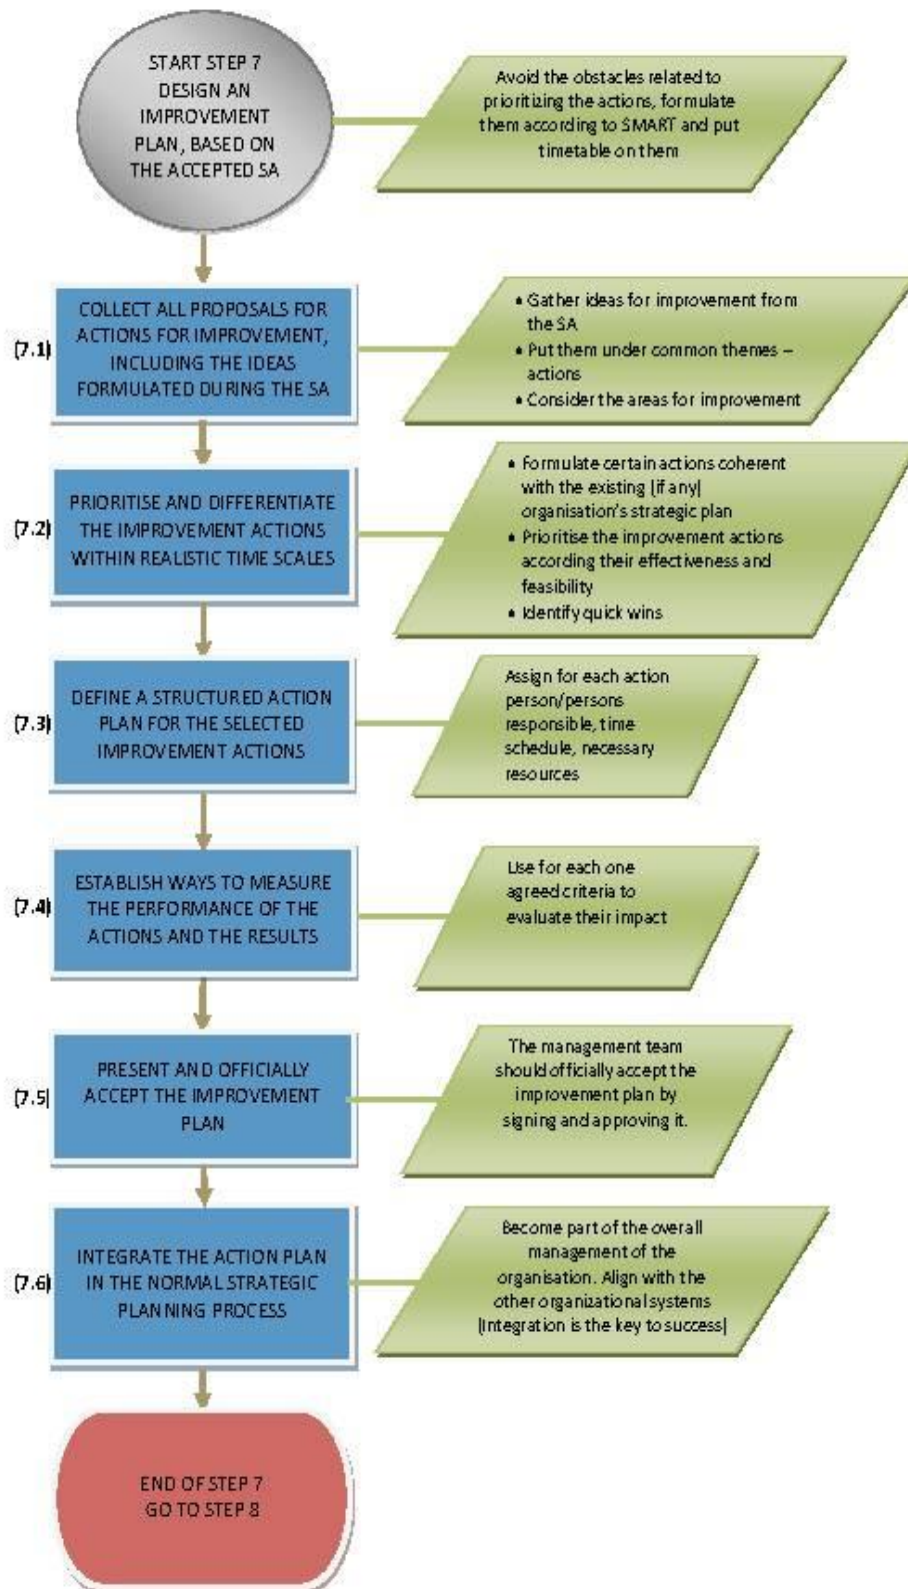 START STEP 7
DESIGN AN
IMPROVEMENT
PLAN, BASED ON
THE ACCEPTED SA
Avoid the obstacles related to
prioritizing the actions, formulate
them according to SMART and put
timetable on them
(7.1)
COLLECT ALL PROPOSALS FOR
ACTIONS FOR IMPROVEMENT,
INCLUDING THE IDEAS
FORMULATED DURING THE SA
• Gather ideas for improvement from
the SA
• Put them under common themes –
actions
• Consider the areas for improvement
(7.2)
PRIORITISE AND DIFFERENTIATE
THE IMPROVEMENT ACTIONS
WITHIN REALISTIC TIME SCALES
• Formulate certain actions coherent
with the existing (if any)
organisation's strategic plan
• Prioritise the improvement actions
according their effectiveness and
feasibility
• Identify quick wins
(7.3)
DEFINE A STRUCTURED ACTION
PLAN FOR THE SELECTED
IMPROVEMENT ACTIONS
Assign for each action
person/persons
responsible, time
schedule, necessary
resources
(7.4)
ESTABLISH WAYS TO MEASURE
THE PERFORMANCE OF THE
ACTIONS AND THE RESULTS
Use for each one
agreed criteria to
evaluate their impact
(7.5)
PRESENT AND OFFICIALLY
ACCEPT THE IMPROVEMENT
PLAN
The management team
should officially accept the
improvement plan by
signing and approving it.
(7.6)
INTEGRATE THE ACTION PLAN
IN THE NORMAL STRATEGIC
PLANNING PROCESS
Become part of the overall
management of the
organisation. Align with the
other organizational systems
(Integration is the key to success)
END OF STEP 7
GO TO STEP 8